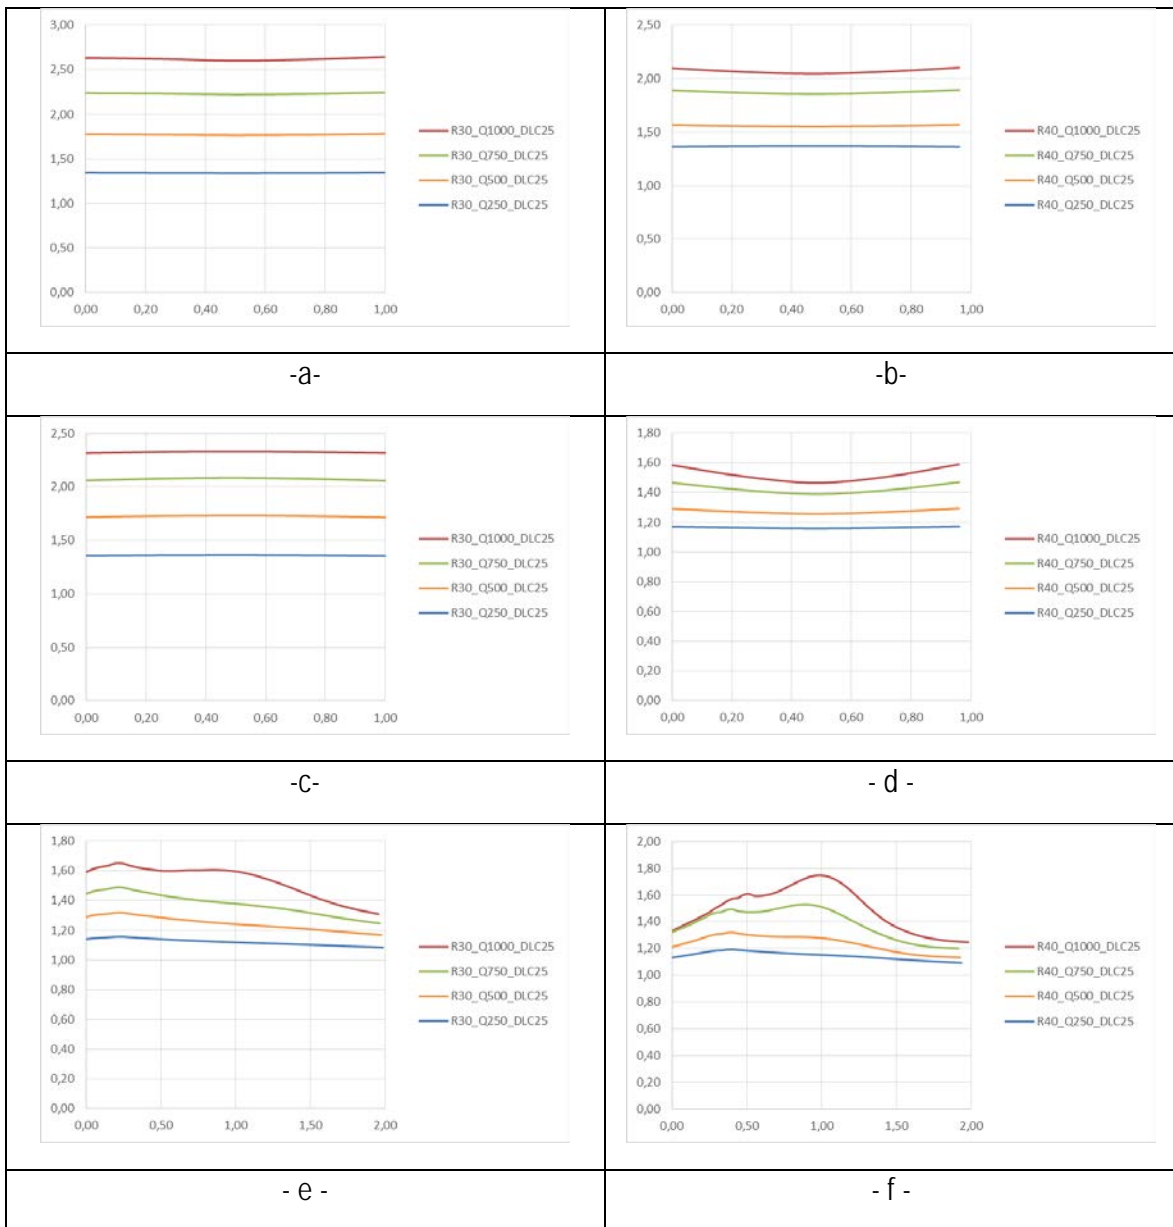 3,00
2,50
2,00
1,50
1,00
0,50
0,00
0,00 0,20 0,40 0,60 0,80 1,00
R30_Q1000_DLC25
R30_Q750_DLC25
R30_Q500_DLC25
R30_Q250_DLC25
-a-
2,50
2,00
1,50
1,00
0,50
0,00
0,00 0,20 0,40 0,60 0,80 1,00
R40_Q1000_DLC25
R40_Q750_DLC25
R40_Q500_DLC25
R40_Q250_DLC25
-b-
2,50
2,00
1,50
1,00
0,50
0,00
0,00 0,20 0,40 0,60 0,80 1,00
R30_Q1000_DLC25
R30_Q750_DLC25
R30_Q500_DLC25
R30_Q250_DLC25
-c-
1,80
1,60
1,40
1,20
1,00
0,80
0,60
0,40
0,20
0,00
0,00 0,20 0,40 0,60 0,80 1,00
R40_Q1000_DLC25
R40_Q750_DLC25
R40_Q500_DLC25
R40_Q250_DLC25
- d -
1,80
1,60
1,40
1,20
1,00
0,80
0,60
0,40
0,20
0,00
0,00 0,50 1,00 1,50 2,00
R30_Q1000_DLC25
R30_Q750_DLC25
R30_Q500_DLC25
R30_Q250_DLC25
- e -
2,00
1,80
1,60
1,40
1,20
1,00
0,80
0,60
0,40
0,20
0,00
0,00 0,50 1,00 1,50 2,00
R40_Q1000_DLC25
R40_Q750_DLC25
R40_Q500_DLC25
R40_Q250_DLC25
- f -